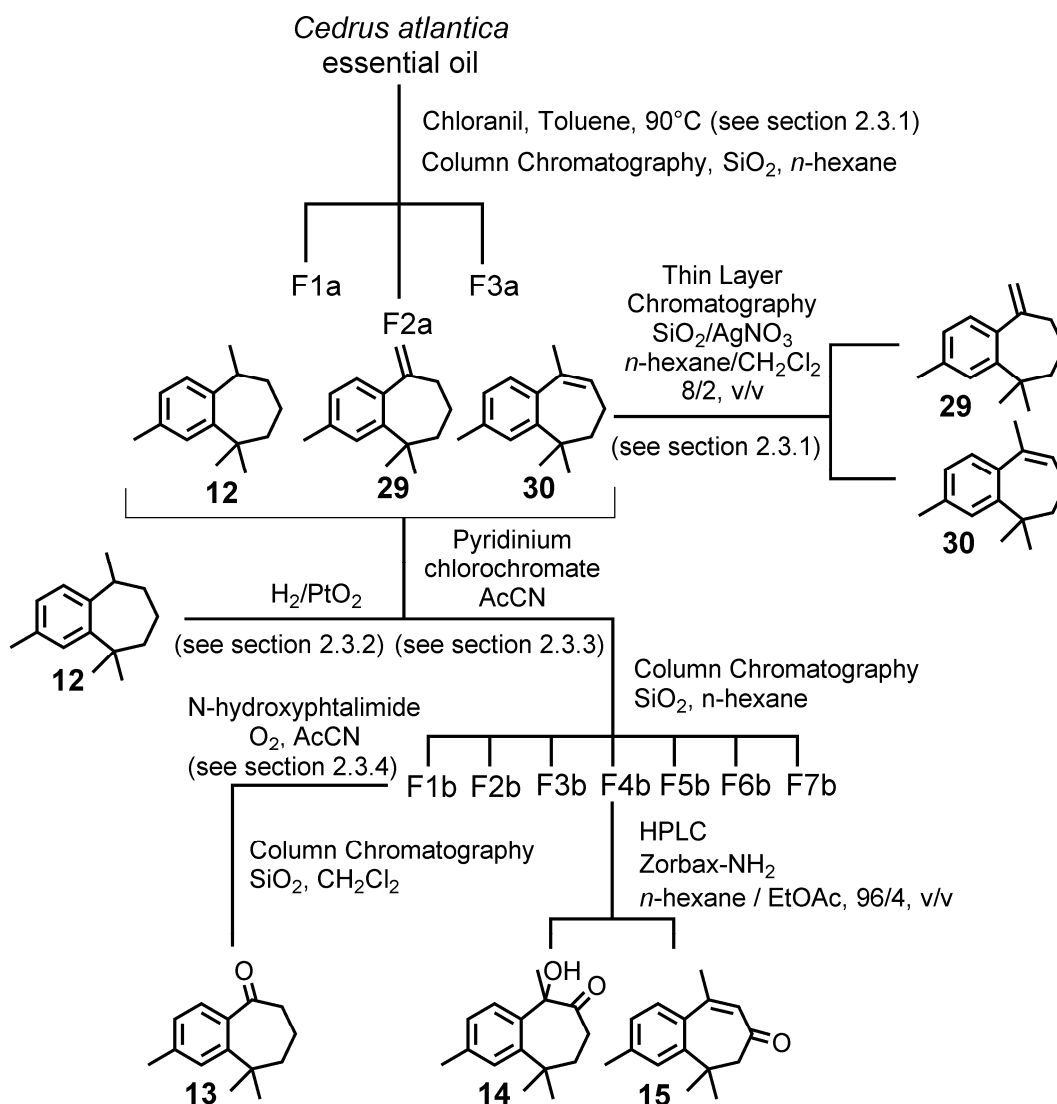 Cedrus atlantica
essential oil
Chloranil, Toluene, 90°C (see section 2.3.1)
Column Chromatography, SiO₂, n-hexane
F1a
F2a
F3a
Thin Layer
Chromatography
SiO₂/AgNO₃
n-hexane/CH₂Cl₂
8/2, v/v
(see section 2.3.1)
12
29
30
29
30
H₂/PtO₂
(see section 2.3.2)
Pyridinium
chlorochromate
AcCN
(see section 2.3.3)
12
Column Chromatography
SiO₂, n-hexane
N-hydroxyphtalimide
O₂, AcCN
(see section 2.3.4)
F1b F2b F3b F4b F5b F6b F7b
Column Chromatography
SiO₂, CH₂Cl₂
HPLC
Zorbax-NH₂
n-hexane / EtOAc, 96/4, v/v
O
13
OH
O
14
O
15